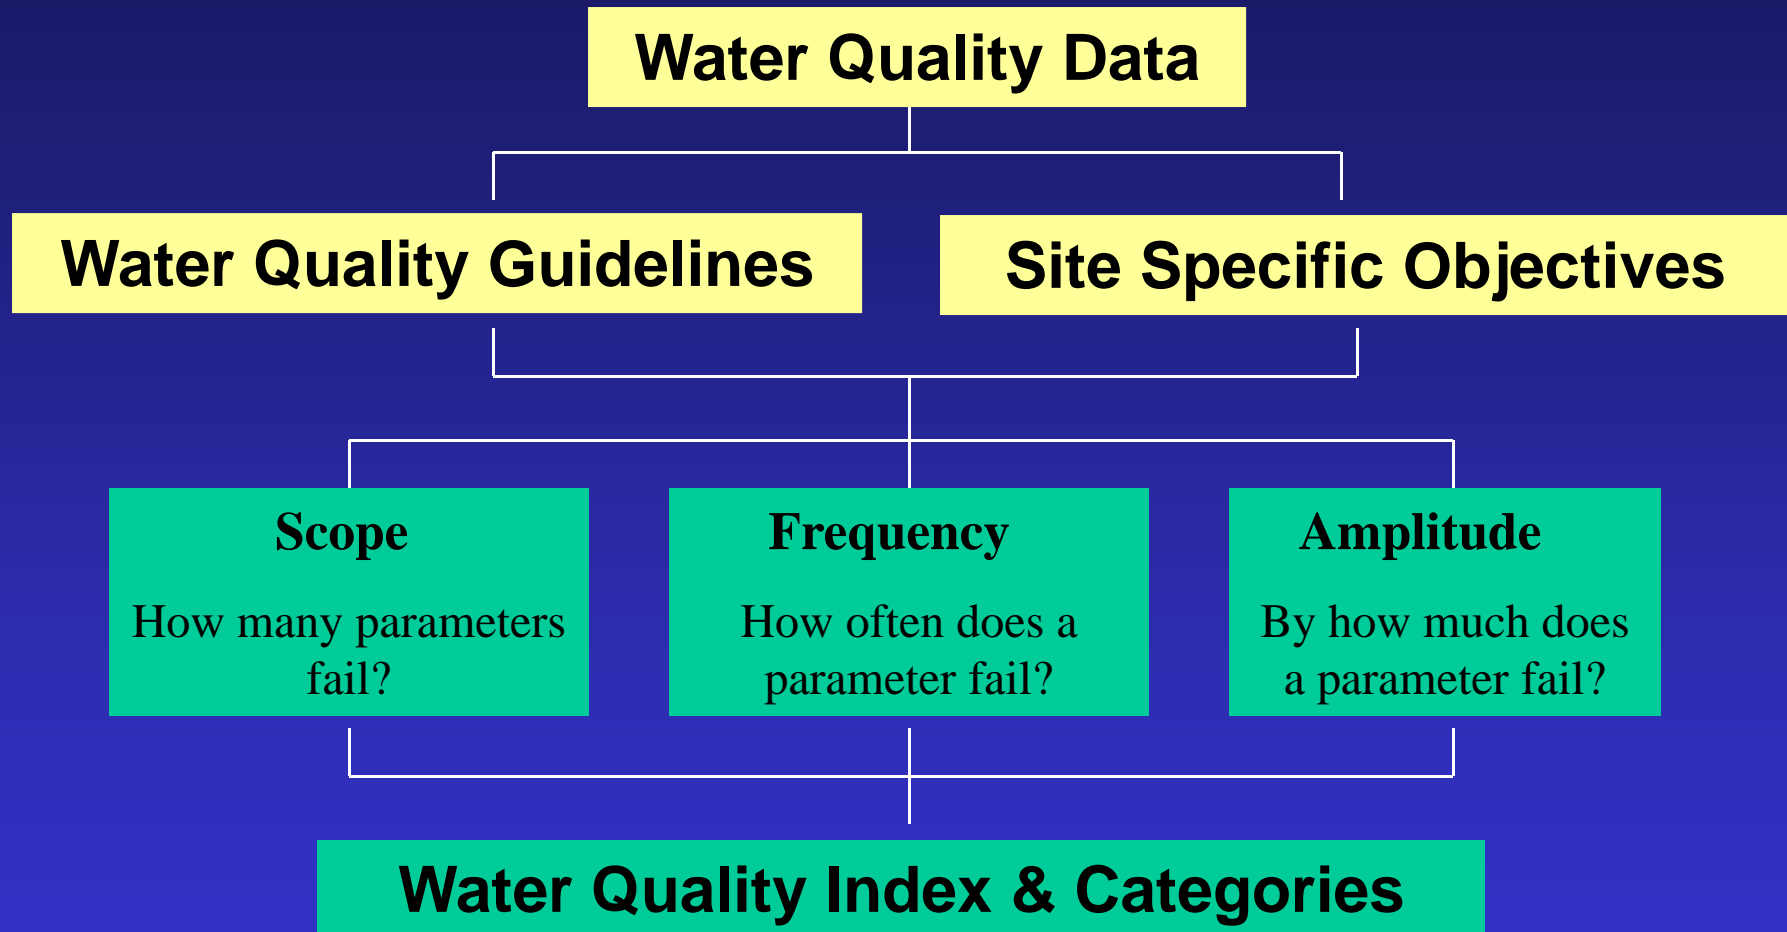 Water Quality Data
Water Quality Guidelines
Site Specific Objectives
Scope
How many parameters
fail?
Frequency
How often does a
parameter fail?
Amplitude
By how much does
a parameter fail?
Water Quality Index & Categories